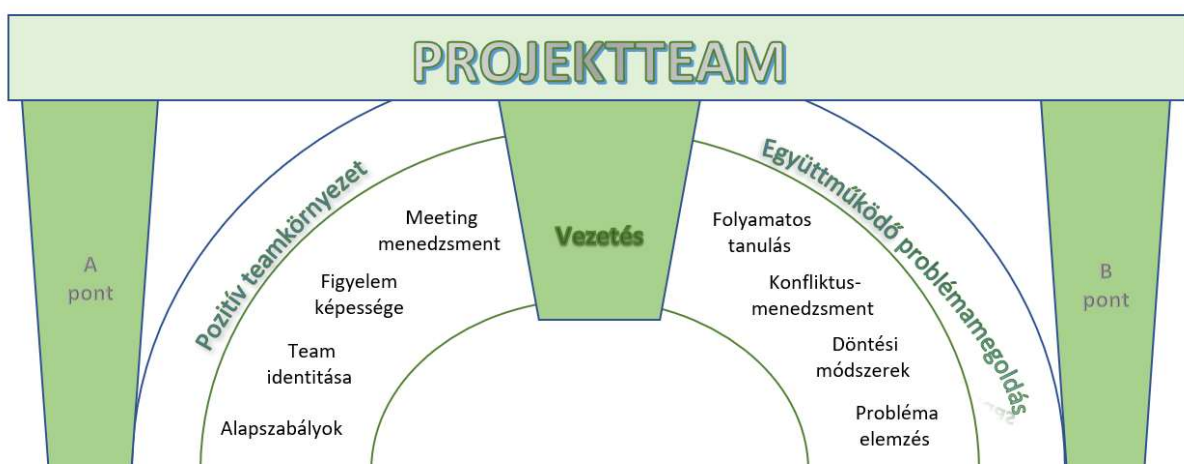 PROJEKTTEAM
A
pont
Pozitív teamkörnyezet
Meeting
menedzsment
Figyelem
képessége
Team
identitása
Alapszabályok
Vezetés
Együttműködő problémamegoldás
Folyamatos
tanulás
Konfliktus-
menedzsment
Döntési
módszerek
Probléma
elemzés
B
pont